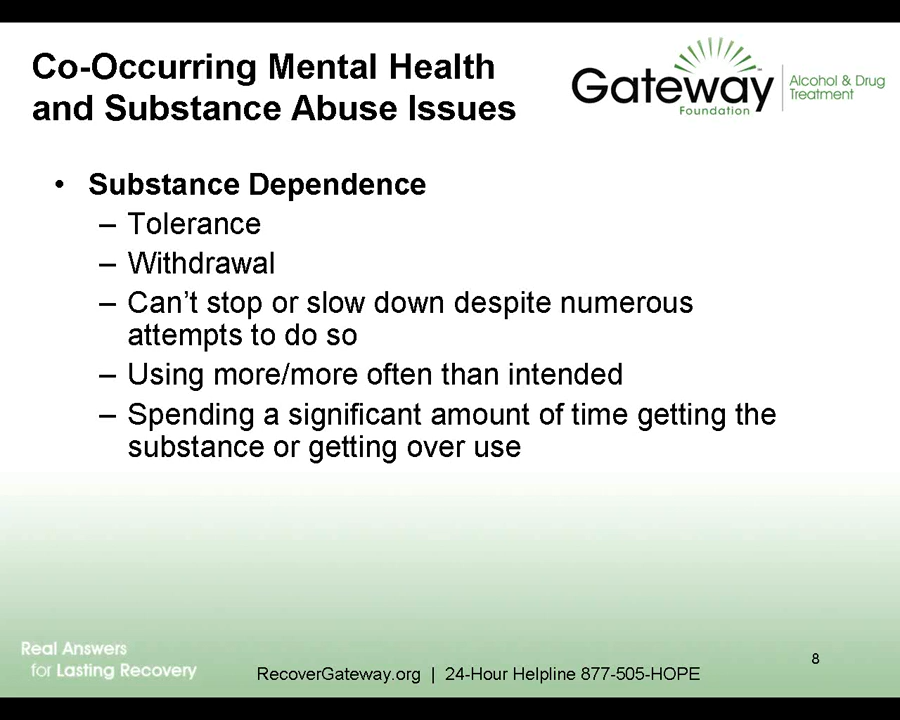 Co-Occurring Mental Health
and Substance Abuse Issues
Gateway
Foundation
Alcohol & Drug
Treatment
• Substance Dependence
– Tolerance
– Withdrawal
– Can’t stop or slow down despite numerous
attempts to do so
– Using more/more often than intended
– Spending a significant amount of time getting the
substance or getting over use
Real Answers
for Lasting Recovery
RecoverGateway.org | 24-Hour Helpline 877-505-HOPE
8